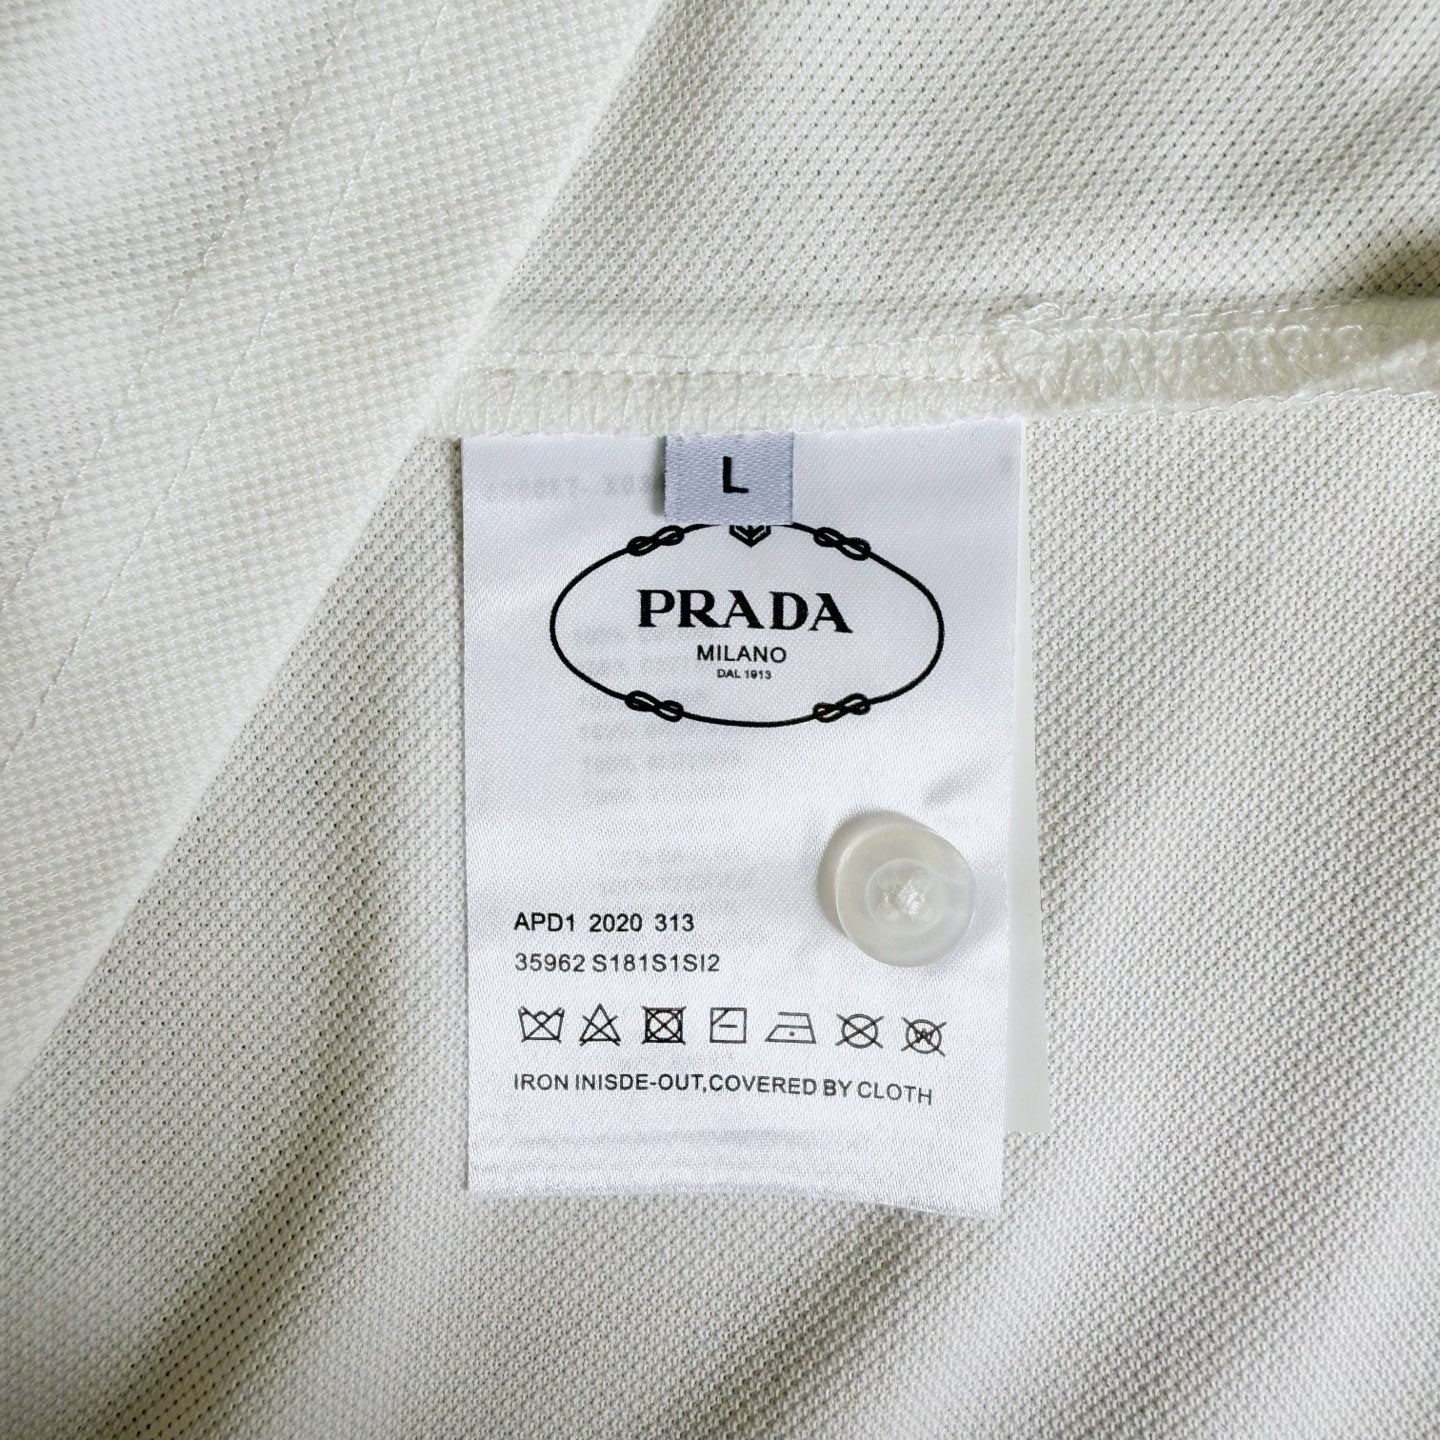 L
PRADA
MILANO
DAL 1913
APD1 2020 313
35962 S181S1SI2
IRON INISDE-OUT,COVERED BY CLOTH